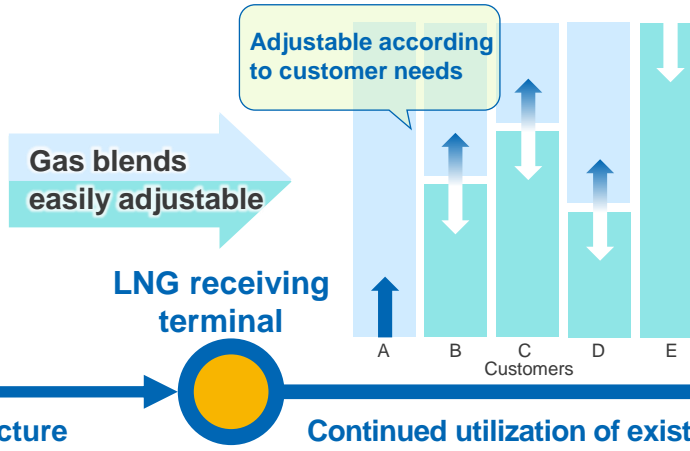 Adjustable according
to customer needs
Gas blends
easily adjustable
LNG receiving
terminal
A B C D E
Customers
cture
Continued utilization of exist